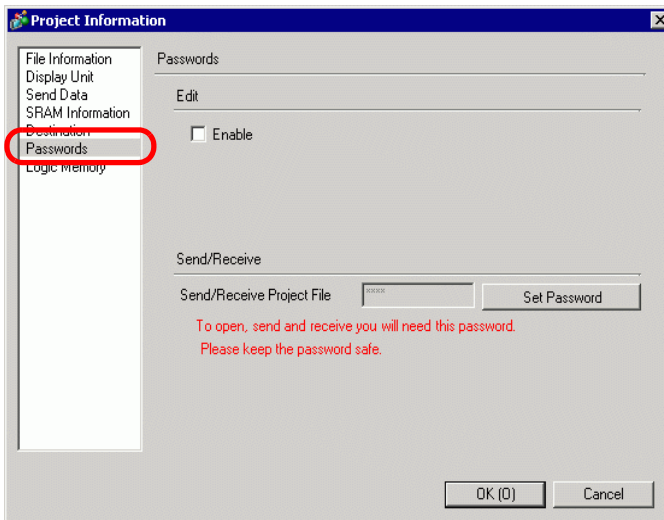 Project Information
File Information
Display Unit
Send Data
SRAM Information
Destination
Passwords
Logic Memory
Passwords
Edit
Enable
Send/Receive
Send/Receive Project File
××××
Set Password
To open, send and receive you will need this password.
Please keep the password safe.
OK (O)
Cancel